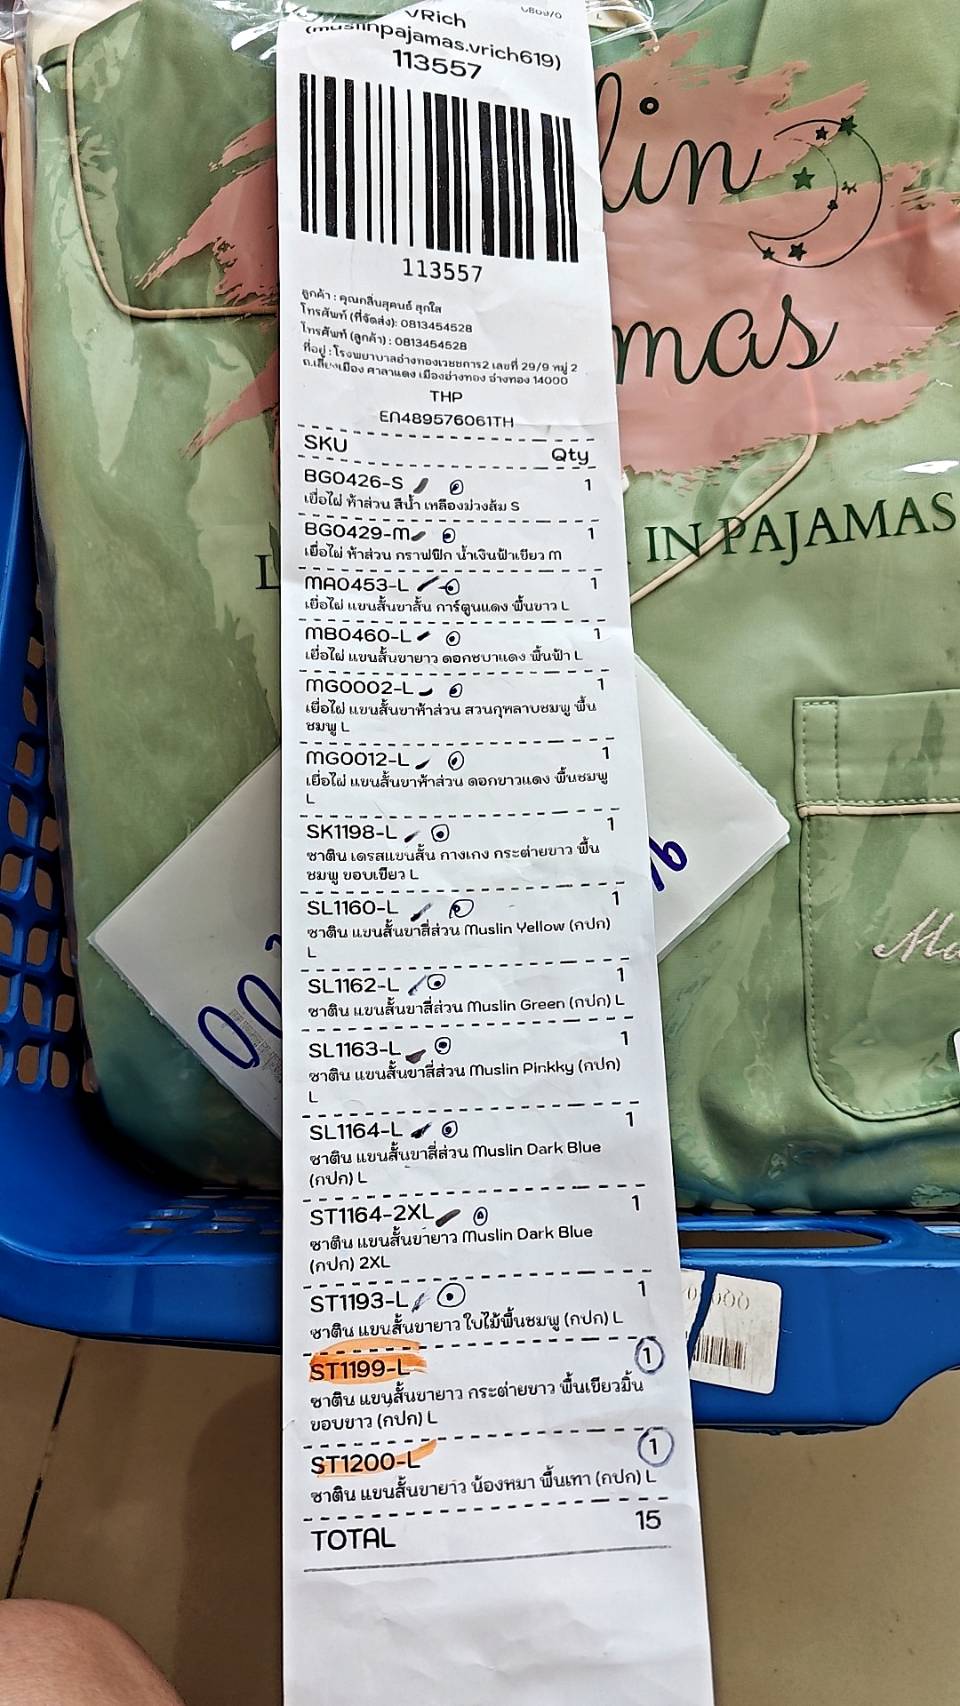 VRich
(muslinpajamas.vrich619)
113557
113557
ลูกค้า : คุณกลิ่นสุคนธ์ สุกใส
โทรศัพท์ (ที่จัดส่ง): 0813454528
โทรศัพท์ (ลูกค้า) : 0813454528
ที่อยู่ : โรงพยาบาลอ่างทองเวชชการ2 เลขที่ 29/9 หมู่ 2
ถ.เลี่ยงเมือง ศาลาแดง เมืองอ่างทอง อ่างทอง 14000
THP
EN489576061TH
SKU Qty
BG0426-S 1
เยื่อไผ่ ห้าส่วน สีน้ำ เหลืองม่วงส้ม S
BG0429-M 1
เยื่อไผ่ ห้าส่วน กราฟฟิก น้ำเงินฟ้าเขียว M
MA0453-L 1
เยื่อไผ่ แขนสั้นขาสั้น การ์ตูนแดง พื้นขาว L
MB0460-L 1
เยื่อไผ่ แขนสั้นขายาว ดอกชบาแดง พื้นฟ้า L
MG0002-L 1
เยื่อไผ่ แขนสั้นขาห้าส่วน สวนกุหลาบชมพู พื้น
ชมพู L
MG0012-L 1
เยื่อไผ่ แขนสั้นขาห้าส่วน ดอกขาวแดง พื้นชมพู
L
SK1198-L 1
ซาติน เดรสแขนสั้น กางเกง กระต่ายขาว พื้น
ชมพู ขอบเขียว L
SL1160-L 1
ซาติน แขนสั้นขาสี่ส่วน Muslin Yellow (กปก)
L
SL1162-L 1
ซาติน แขนสั้นขาสี่ส่วน Muslin Green (กปก) L
SL1163-L 1
ซาติน แขนสั้นขาสี่ส่วน Muslin Pinkky (กปก)
L
SL1164-L 1
ซาติน แขนสั้นขาสี่ส่วน Muslin Dark Blue
(กปก) L
ST1164-2XL 1
ซาติน แขนสั้นขายาว Muslin Dark Blue
(กปก) 2XL
ST1193-L 1
ซาติน แขนสั้นขายาว ใบไม้พื้นชมพู (กปก) L
ST1199-L 1
ซาติน แขนสั้นขายาว กระต่ายขาว พื้นเขียวมิ้น
ขอบขาว (กปก) L
ST1200-L 1
ซาติน แขนสั้นขายาว น้องหมา พื้นเทา (กปก) L
TOTAL 15
lin
mas
IN PAJAMAS